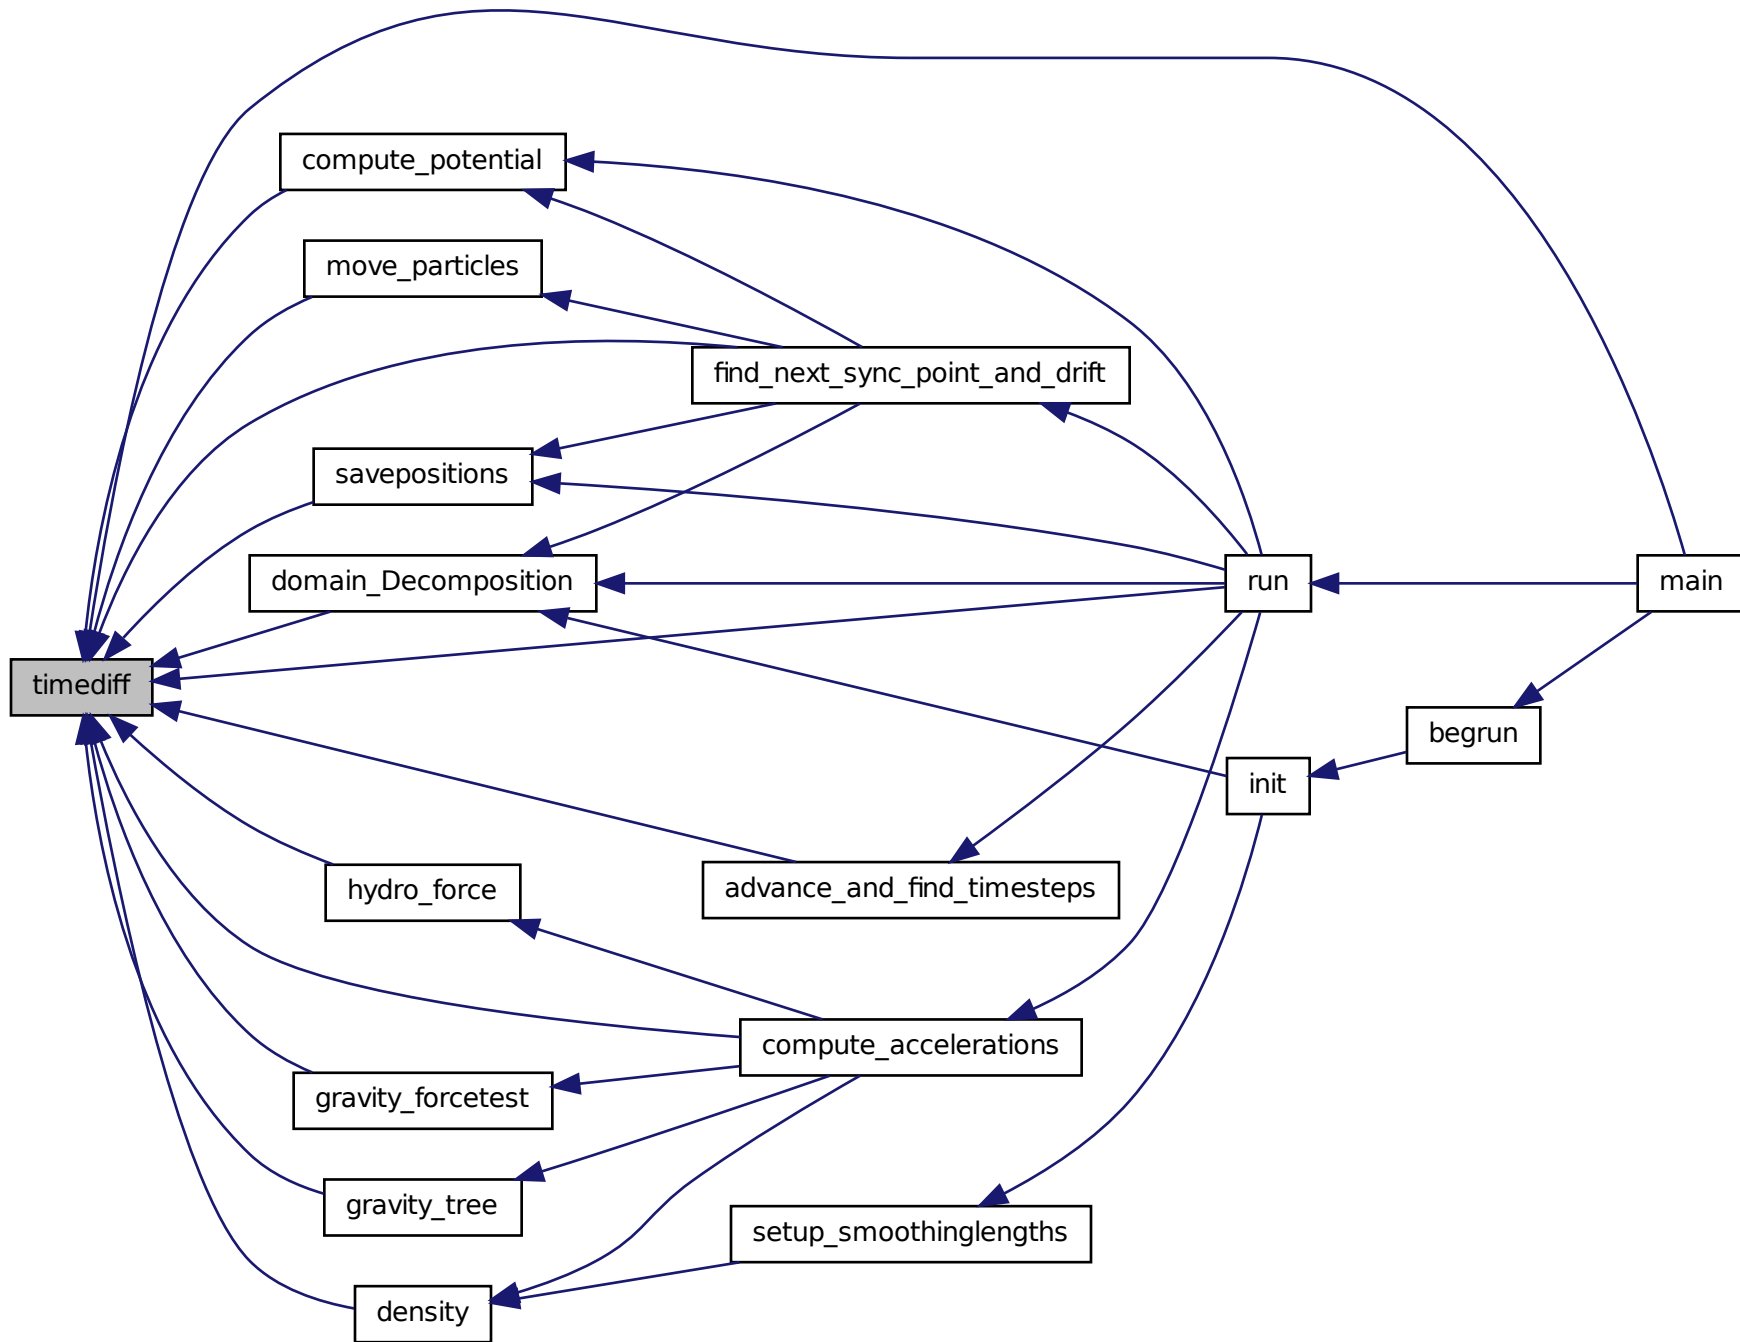 compute_potential
move_particles
find_next_sync_point_and_drift
savepositions
domain_Decomposition
run
main
timediff
begrun
init
hydro_force
advance_and_find_timesteps
compute_accelerations
gravity_forcetest
gravity_tree
setup_smoothinglengths
density